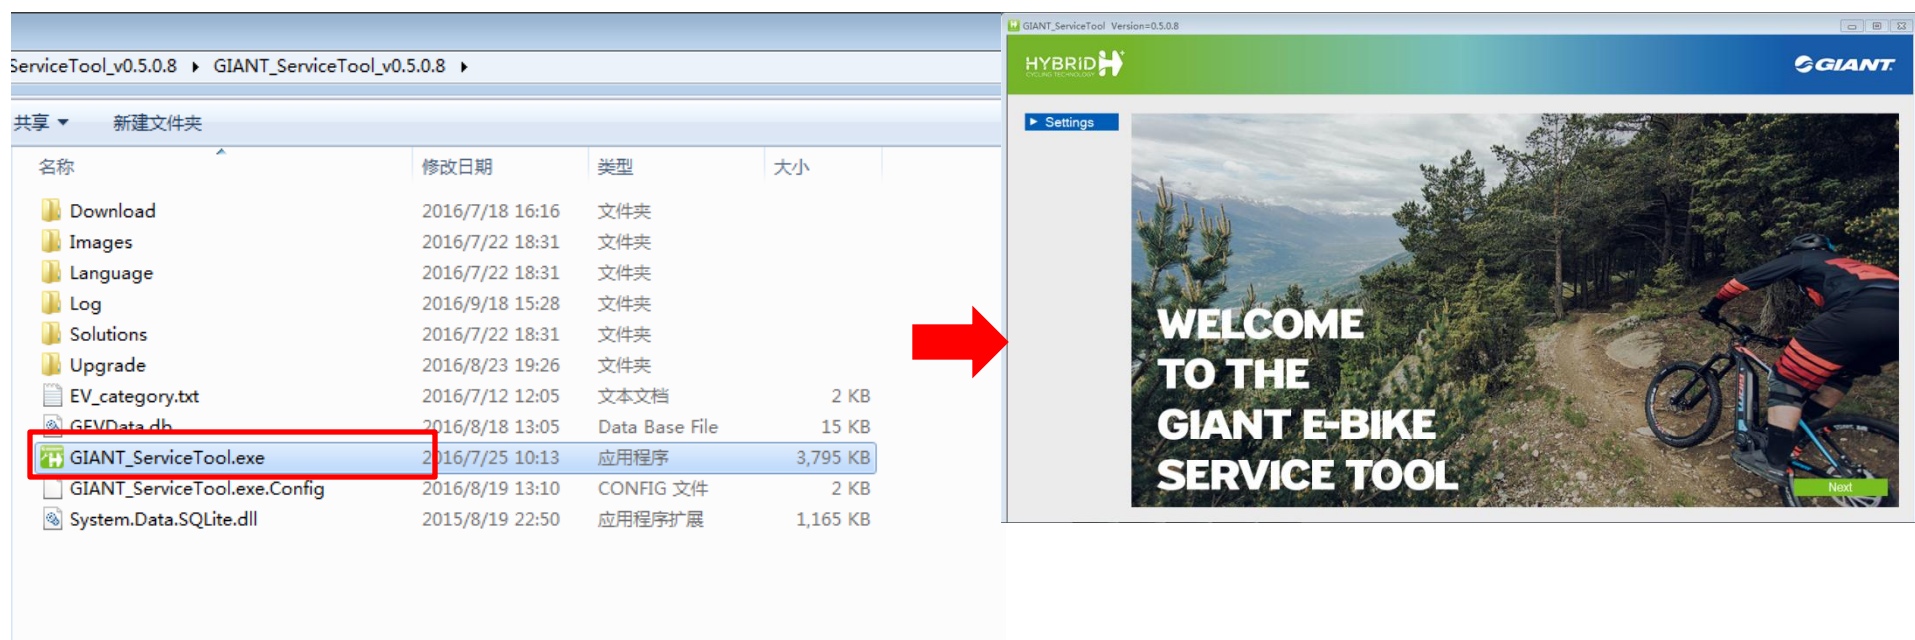 ServiceTool_v0.5.0.8 ▸ GIANT_ServiceTool_v0.5.0.8 ▸
共享 新建文件夹
名称 修改日期 类型 大小
Download 2016/7/18 16:16 文件夹
Images 2016/7/22 18:31 文件夹
Language 2016/7/22 18:31 文件夹
Log 2016/9/18 15:28 文件夹
Solutions 2016/7/22 18:31 文件夹
Upgrade 2016/8/23 19:26 文件夹
EV_category.txt 2016/7/12 12:05 文本文档 2 KB
GEVData.db 2016/8/18 13:05 Data Base File 15 KB
GIANT_ServiceTool.exe 2016/7/25 10:13 应用程序 3,795 KB
GIANT_ServiceTool.exe.Config 2016/8/19 13:10 CONFIG 文件 2 KB
System.Data.SQLite.dll 2015/8/19 22:50 应用程序扩展 1,165 KB
GIANT_ServiceTool Version=0.5.0.8
HYBRID
CYCLING TECHNOLOGY
GIANT
Settings
WELCOME
TO THE
GIANT E-BIKE
SERVICE TOOL
Next